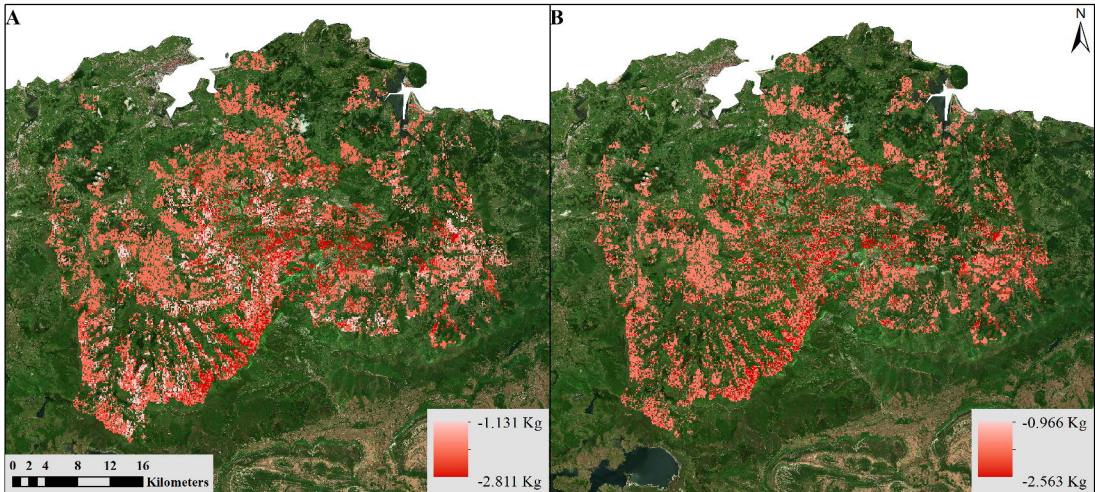 A
B
N
-1.131 Kg
-2.811 Kg
-0.966 Kg
-2.563 Kg
0 2 4 8 12 16
Kilometers